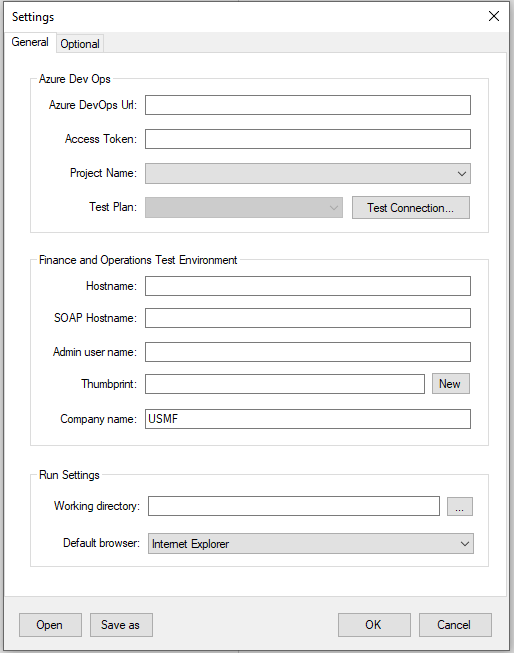 Settings
General
Optional
Azure Dev Ops
Azure DevOps Url:
Access Token:
Project Name:
Test Plan:
Test Connection...
Finance and Operations Test Environment
Hostname:
SOAP Hostname:
Admin user name:
Thumbprint:
New
Company name:
USMF
Run Settings
Working directory:
...
Default browser:
Internet Explorer
Open
Save as
OK
Cancel